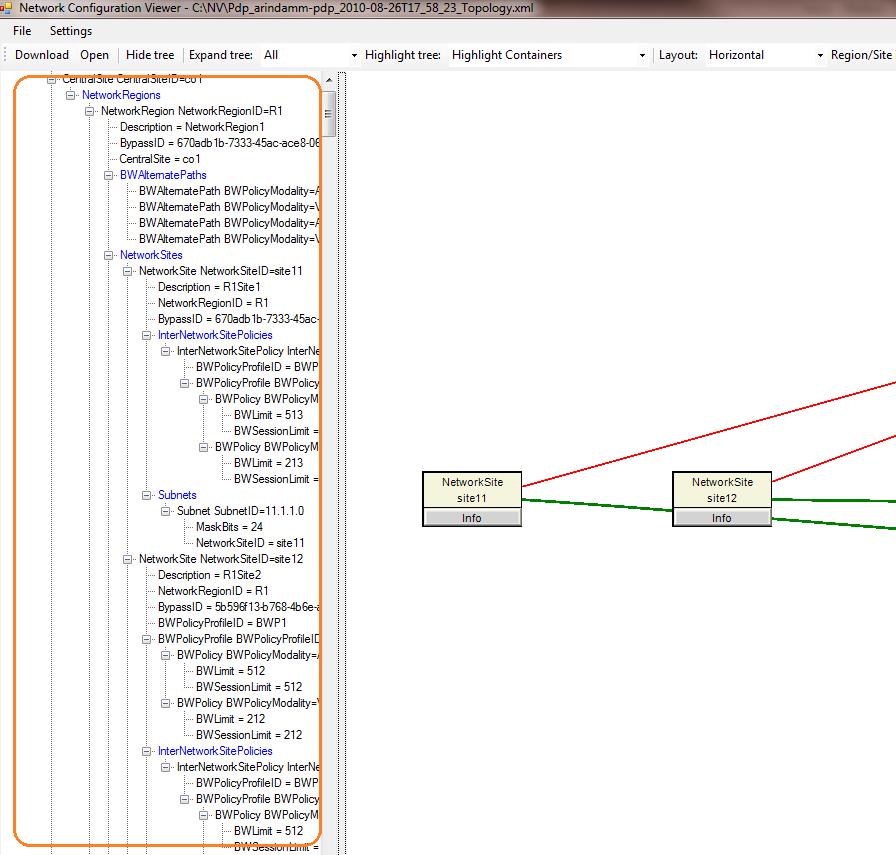 Network Configuration Viewer - C:\NV\Pdp_arindamm-pdp_2010-08-26T17_58_23_Topology.xml
File Settings
Download Open Hide tree Expand tree: All Highlight tree: Highlight Containers Layout: Horizontal Region/Site
CentralSite CentralSiteID=co1
NetworkRegions
NetworkRegion NetworkRegionID=R1
Description = NetworkRegion1
BypassID = 670adb1b-7333-45ac-ace8-06
CentralSite = co1
BWAlternatePaths
BWAlternatePath BWPolicyModality=A
BWAlternatePath BWPolicyModality=V
BWAlternatePath BWPolicyModality=A
BWAlternatePath BWPolicyModality=V
NetworkSites
NetworkSite NetworkSiteID=site11
Description = R1Site1
NetworkRegionID = R1
BypassID = 670adb1b-7333-45ac-
InterNetworkSitePolicies
InterNetworkSitePolicy InterNe
BWPolicyProfileID = BWP
BWPolicyProfile BWPolicy
BWPolicy BWPolicyM
BWLimit = 513
BWSessionLimit =
BWPolicy BWPolicyM
BWLimit = 213
BWSessionLimit =
Subnets
Subnet SubnetID=11.1.1.0
MaskBits = 24
NetworkSiteID = site11
NetworkSite NetworkSiteID=site12
Description = R1Site2
NetworkRegionID = R1
BypassID = 5b596f13-b768-4b6e-a
BWPolicyProfileID = BWP1
BWPolicyProfile BWPolicyProfileID
BWPolicy BWPolicyModality=A
BWLimit = 512
BWSessionLimit = 512
BWPolicy BWPolicyModality=V
BWLimit = 212
BWSessionLimit = 212
InterNetworkSitePolicies
InterNetworkSitePolicy InterNe
BWPolicyProfileID = BWP
BWPolicyProfile BWPolicy
BWPolicy BWPolicyM
BWLimit = 512
BWSessionLimit =
NetworkSite
site11
Info
NetworkSite
site12
Info